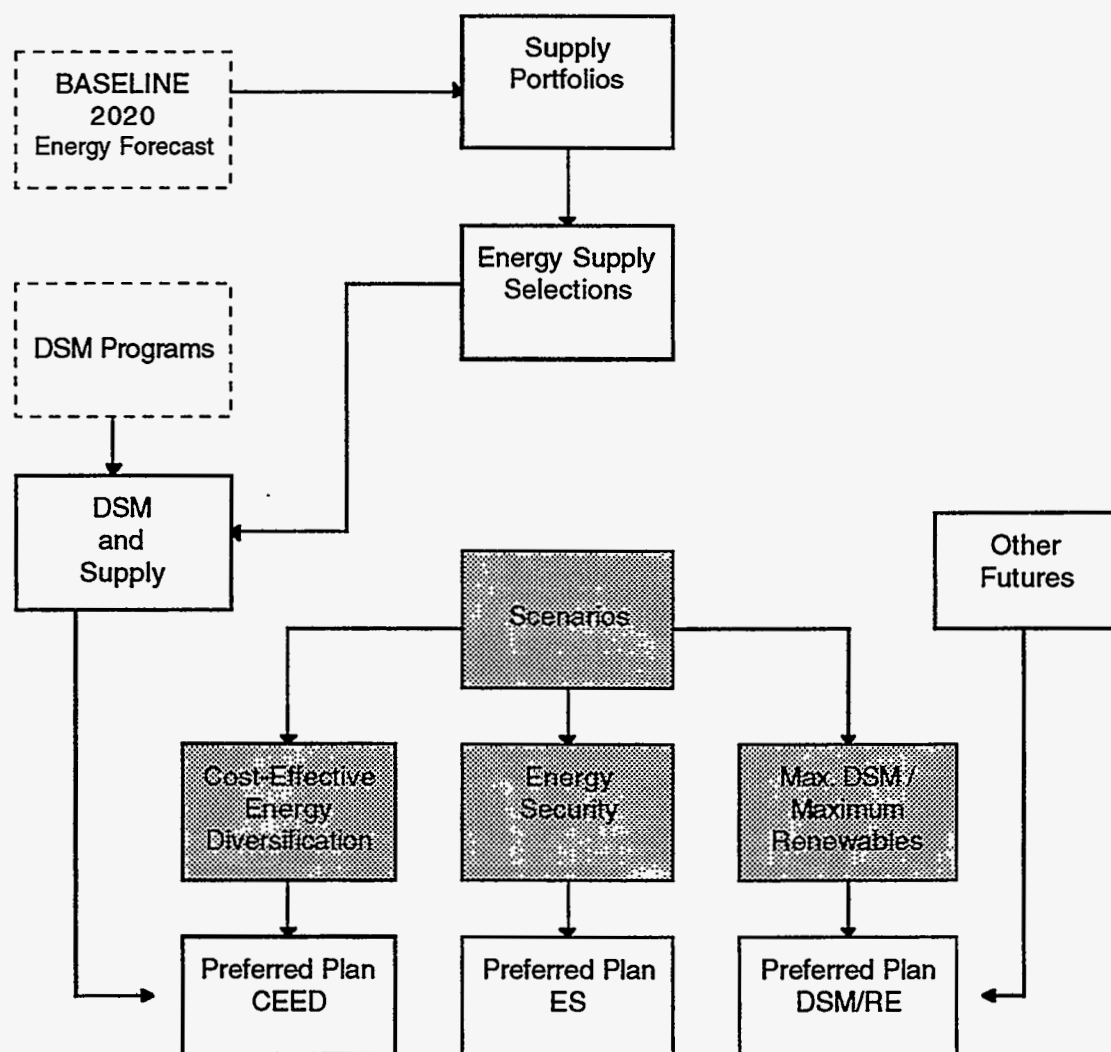 Supply
Portfolios
BASELINE
2020
Energy Forecast
Energy Supply
Selections
DSM Programs
DSM
and
Supply
Other
Futures
Scenarios
Cost-Effective
Energy
Diversification
Energy
Security
Max. DSM /
Maximum
Renewables
Preferred Plan
CEED
Preferred Plan
ES
Preferred Plan
DSM/RE